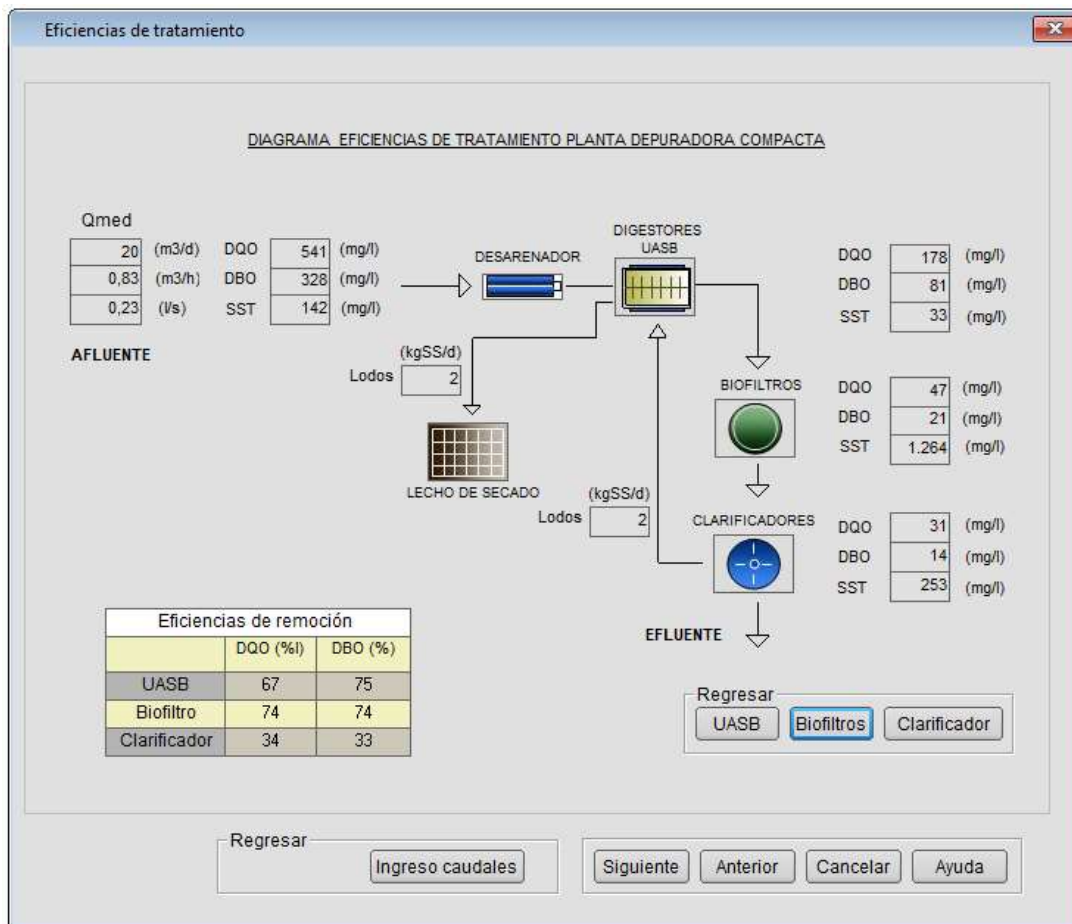 Eficiencias de tratamiento
DIAGRAMA EFICIENCIAS DE TRATAMIENTO PLANTA DEPURADORA COMPACTA
Qmed
20 (m3/d) DQO 541 (mg/l)
0,83 (m3/h) DBO 328 (mg/l)
0,23 (l/s) SST 142 (mg/l)
AFLUENTE
DESARENADOR
DIGESTORES
UASB
DQO 178 (mg/l)
DBO 81 (mg/l)
SST 33 (mg/l)
(kgSS/d)
Lodos 2
LECHO DE SECADO
BIOFILTROS
DQO 47 (mg/l)
DBO 21 (mg/l)
SST 1.264 (mg/l)
(kgSS/d)
Lodos 2
CLARIFICADORES
DQO 31 (mg/l)
DBO 14 (mg/l)
SST 253 (mg/l)
EFLUENTE
Eficiencias de remoción
DQO (%l) DBO (%)
UASB 67 75
Biofiltro 74 74
Clarificador 34 33
Regresar
UASB Biofiltros Clarificador
Regresar
Ingreso caudales
Siguiente Anterior Cancelar Ayuda